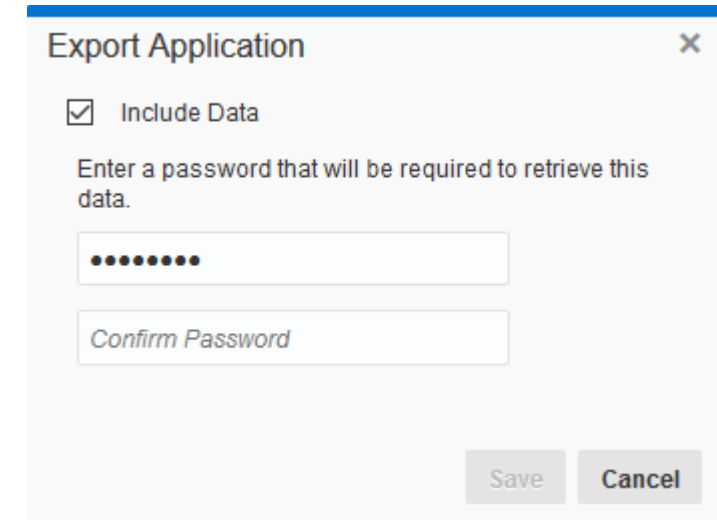 Export Application
Include Data
Enter a password that will be required to retrieve this
data.
••••••••
Confirm Password
Save Cancel